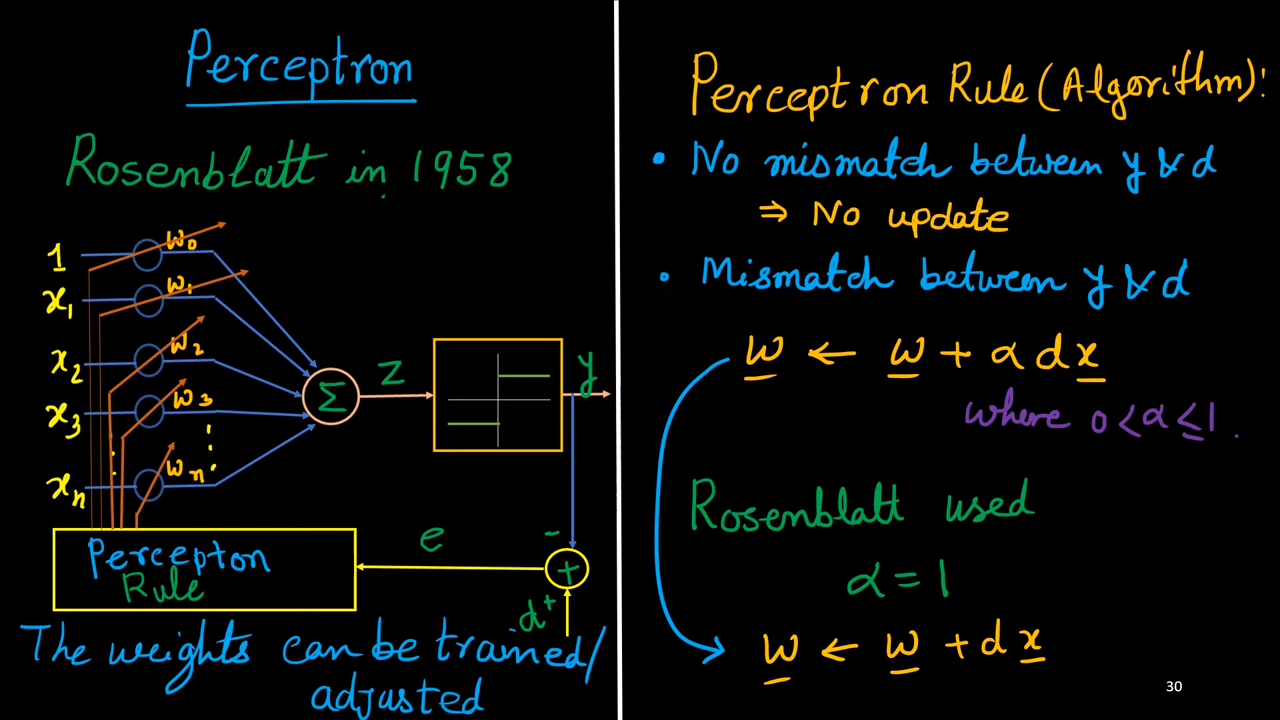 Perceptron
Rosenblatt in 1958
1
w₀
x₁
w₁
x₂
w₂
x₃
w₃
xₙ
wₙ
Σ
z
y
Percepton
Rule
e
-
+
d+
The weights can be trained/
adjusted
Perceptron Rule (Algorithm):
• No mismatch between y & d
⇒ No update
• Mismatch between y & d
w ← w + α d x
where 0 < α ≤ 1.
Rosenblatt used
α = 1
w ← w + d x
30